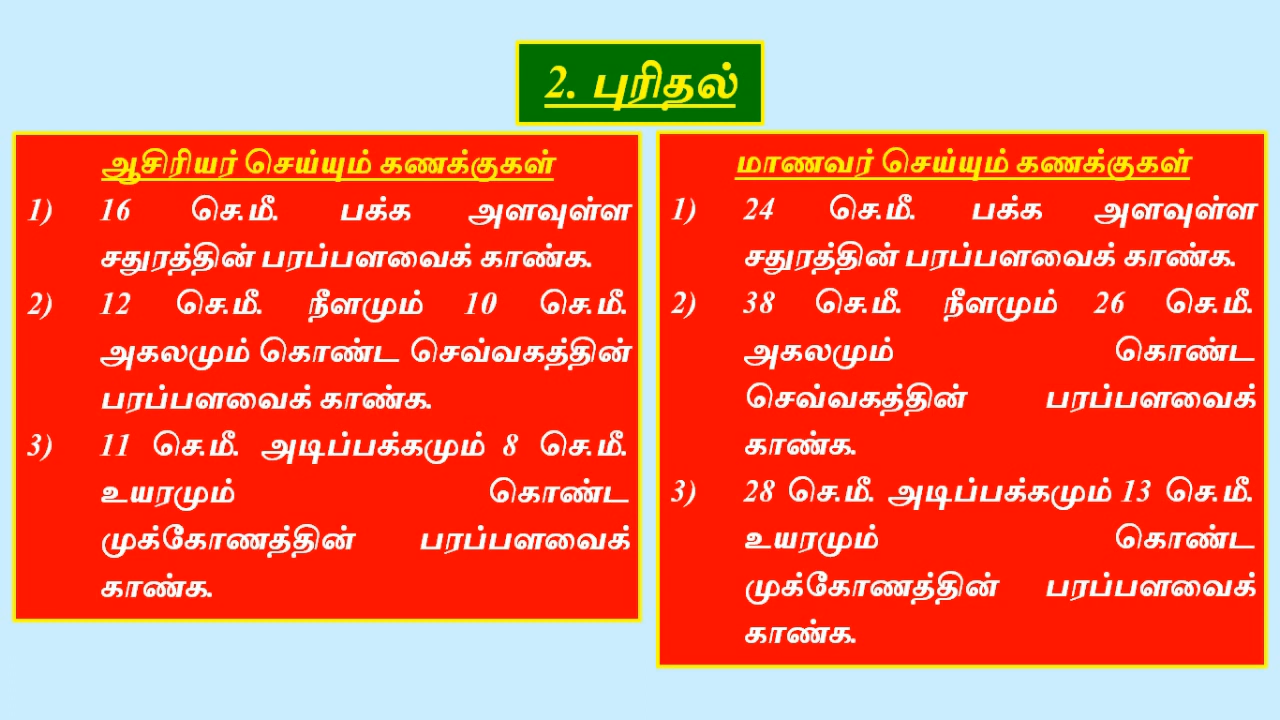 2. புரிதல்
ஆசிரியர் செய்யும் கணக்குகள்
1) 16 செ.மீ. பக்க அளவுள்ள
சதுரத்தின் பரப்பளவைக் காண்க.
2) 12 செ.மீ. நீளமும் 10 செ.மீ.
அகலமும் கொண்ட செவ்வகத்தின்
பரப்பளவைக் காண்க.
3) 11 செ.மீ. அடிப்பக்கமும் 8 செ.மீ.
உயரமும் கொண்ட
முக்கோணத்தின் பரப்பளவைக்
காண்க.
மாணவர் செய்யும் கணக்குகள்
1) 24 செ.மீ. பக்க அளவுள்ள
சதுரத்தின் பரப்பளவைக் காண்க.
2) 38 செ.மீ. நீளமும் 26 செ.மீ.
அகலமும் கொண்ட
செவ்வகத்தின் பரப்பளவைக்
காண்க.
3) 28 செ.மீ. அடிப்பக்கமும் 13 செ.மீ.
உயரமும் கொண்ட
முக்கோணத்தின் பரப்பளவைக்
காண்க.